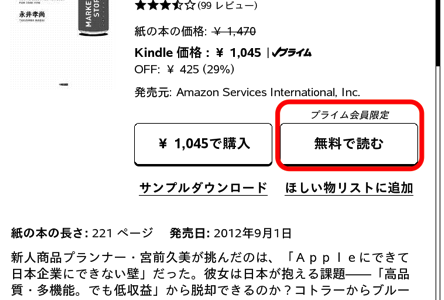 MARKE
STOR
永井孝尚
(99 レビュー)
紙の本の価格: ￥ 1,470
Kindle 価格: ￥ 1,045 | プライム
OFF: ￥ 425 (29%)
発売元: Amazon Services International, Inc.
プライム会員限定
￥ 1,045で購入
無料で読む
サンプルダウンロード
ほしい物リストに追加
紙の本の長さ: 221 ページ 発売日: 2012年9月1日
新人商品プランナー・宮前久美が挑んだのは、「Ａｐｐｌｅにできて
日本企業にできない壁」だった。彼女は日本が抱える課題――「高品
質・多機能。でも低収益」から脱却できるのか？コトラーからブルー